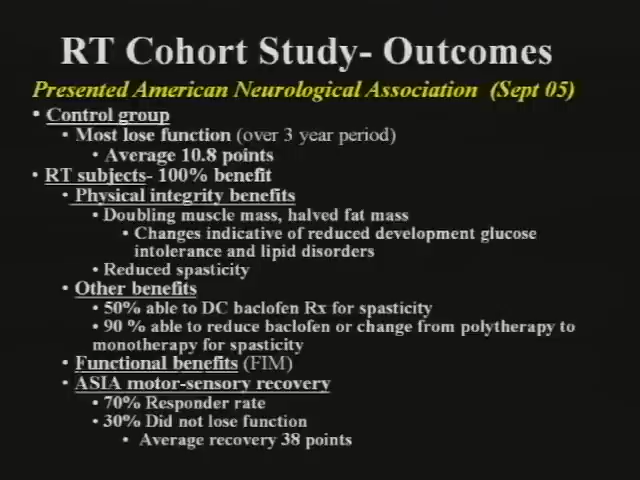 RT Cohort Study- Outcomes
Presented American Neurological Association (Sept 05)
• Control group
• Most lose function (over 3 year period)
• Average 10.8 points
• RT subjects- 100% benefit
• Physical integrity benefits
• Doubling muscle mass, halved fat mass
• Changes indicative of reduced development glucose
intolerance and lipid disorders
• Reduced spasticity
• Other benefits
• 50% able to DC baclofen Rx for spasticity
• 90 % able to reduce baclofen or change from polytherapy to
monotherapy for spasticity
• Functional benefits (FIM)
• ASIA motor-sensory recovery
• 70% Responder rate
• 30% Did not lose function
• Average recovery 38 points